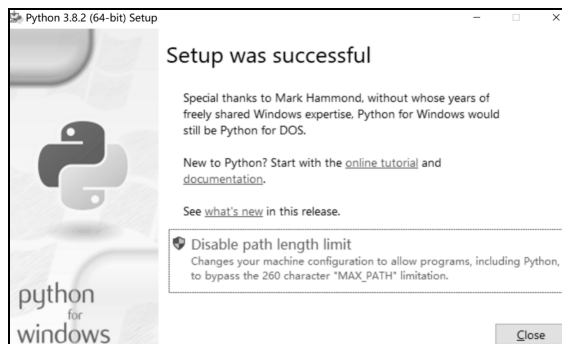 Python 3.8.2 (64-bit) Setup
Setup was successful
Special thanks to Mark Hammond, without whose years of
freely shared Windows expertise, Python for Windows would
still be Python for DOS.
New to Python? Start with the online tutorial and
documentation.
See what's new in this release.
Disable path length limit
Changes your machine configuration to allow programs, including Python,
to bypass the 260 character "MAX_PATH" limitation.
python
for
windows
Close